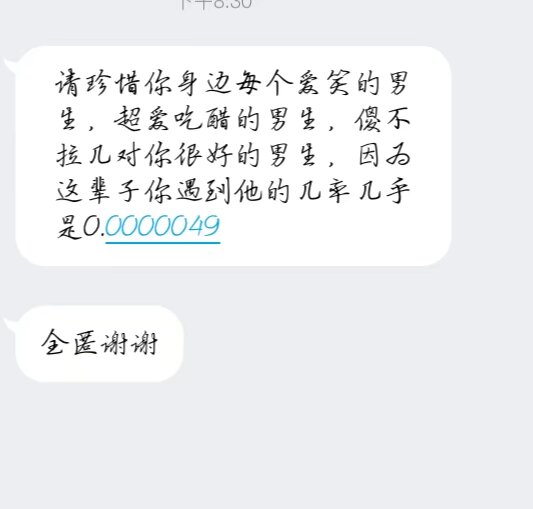 下午8:30
请珍惜你身边每个爱笑的男
生，超爱吃醋的男生，傻不
拉几对你很好的男生，因为
这辈子你遇到他的几率几乎
是0.0000049
全匿谢谢